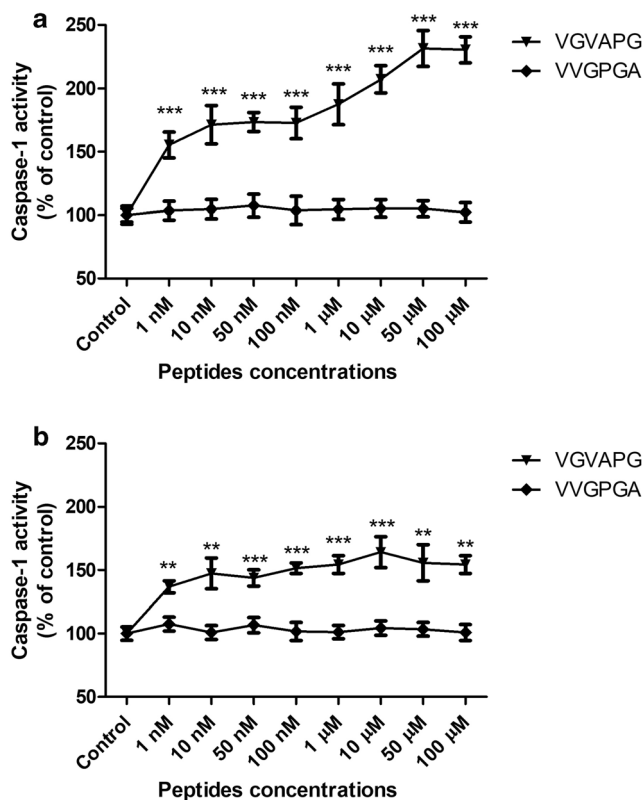 a
VGVAPG
VVGPGA
Caspase-1 activity
(% of control)
250
200
150
100
50
*** *** *** *** *** *** *** ***
Control 1 nM 10 nM 50 nM 100 nM 1 µM 10 µM 50 µM 100 µM
Peptides concentrations
b
VGVAPG
VVGPGA
Caspase-1 activity
(% of control)
250
200
150
100
50
** ** *** *** *** *** ** **
Control 1 nM 10 nM 50 nM 100 nM 1 µM 10 µM 50 µM 100 µM
Peptides concentrations